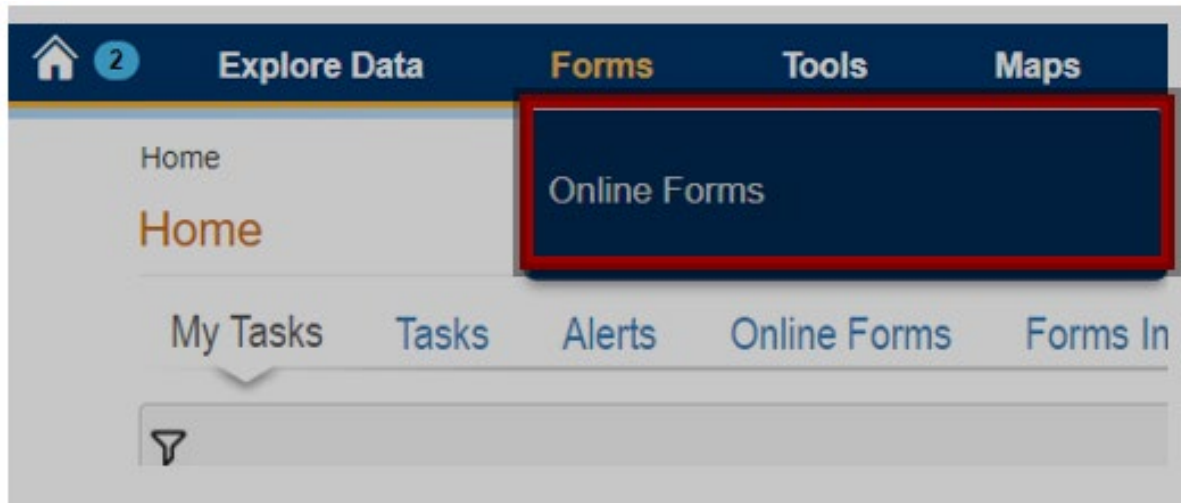 2 Explore Data Forms Tools Maps
Home
Online Forms
Home
My Tasks Tasks Alerts Online Forms Forms In